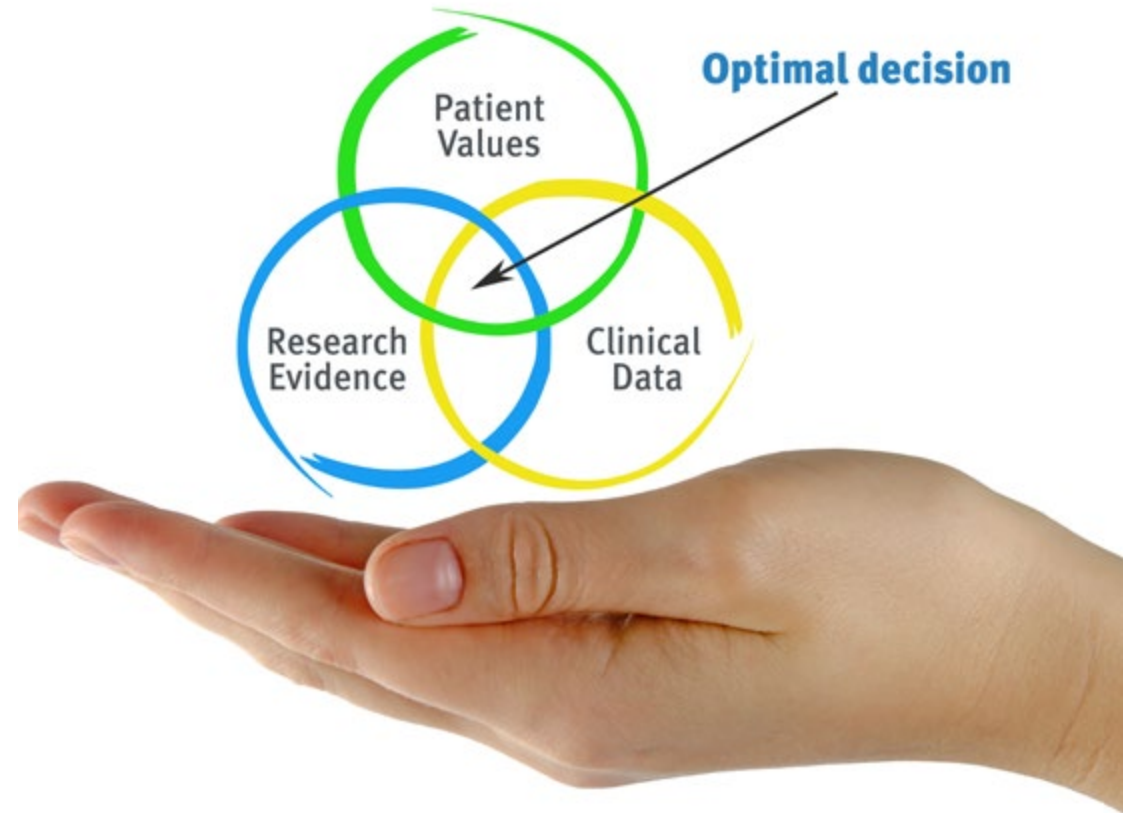 Optimal decision
Patient
Values
Research
Evidence
Clinical
Data